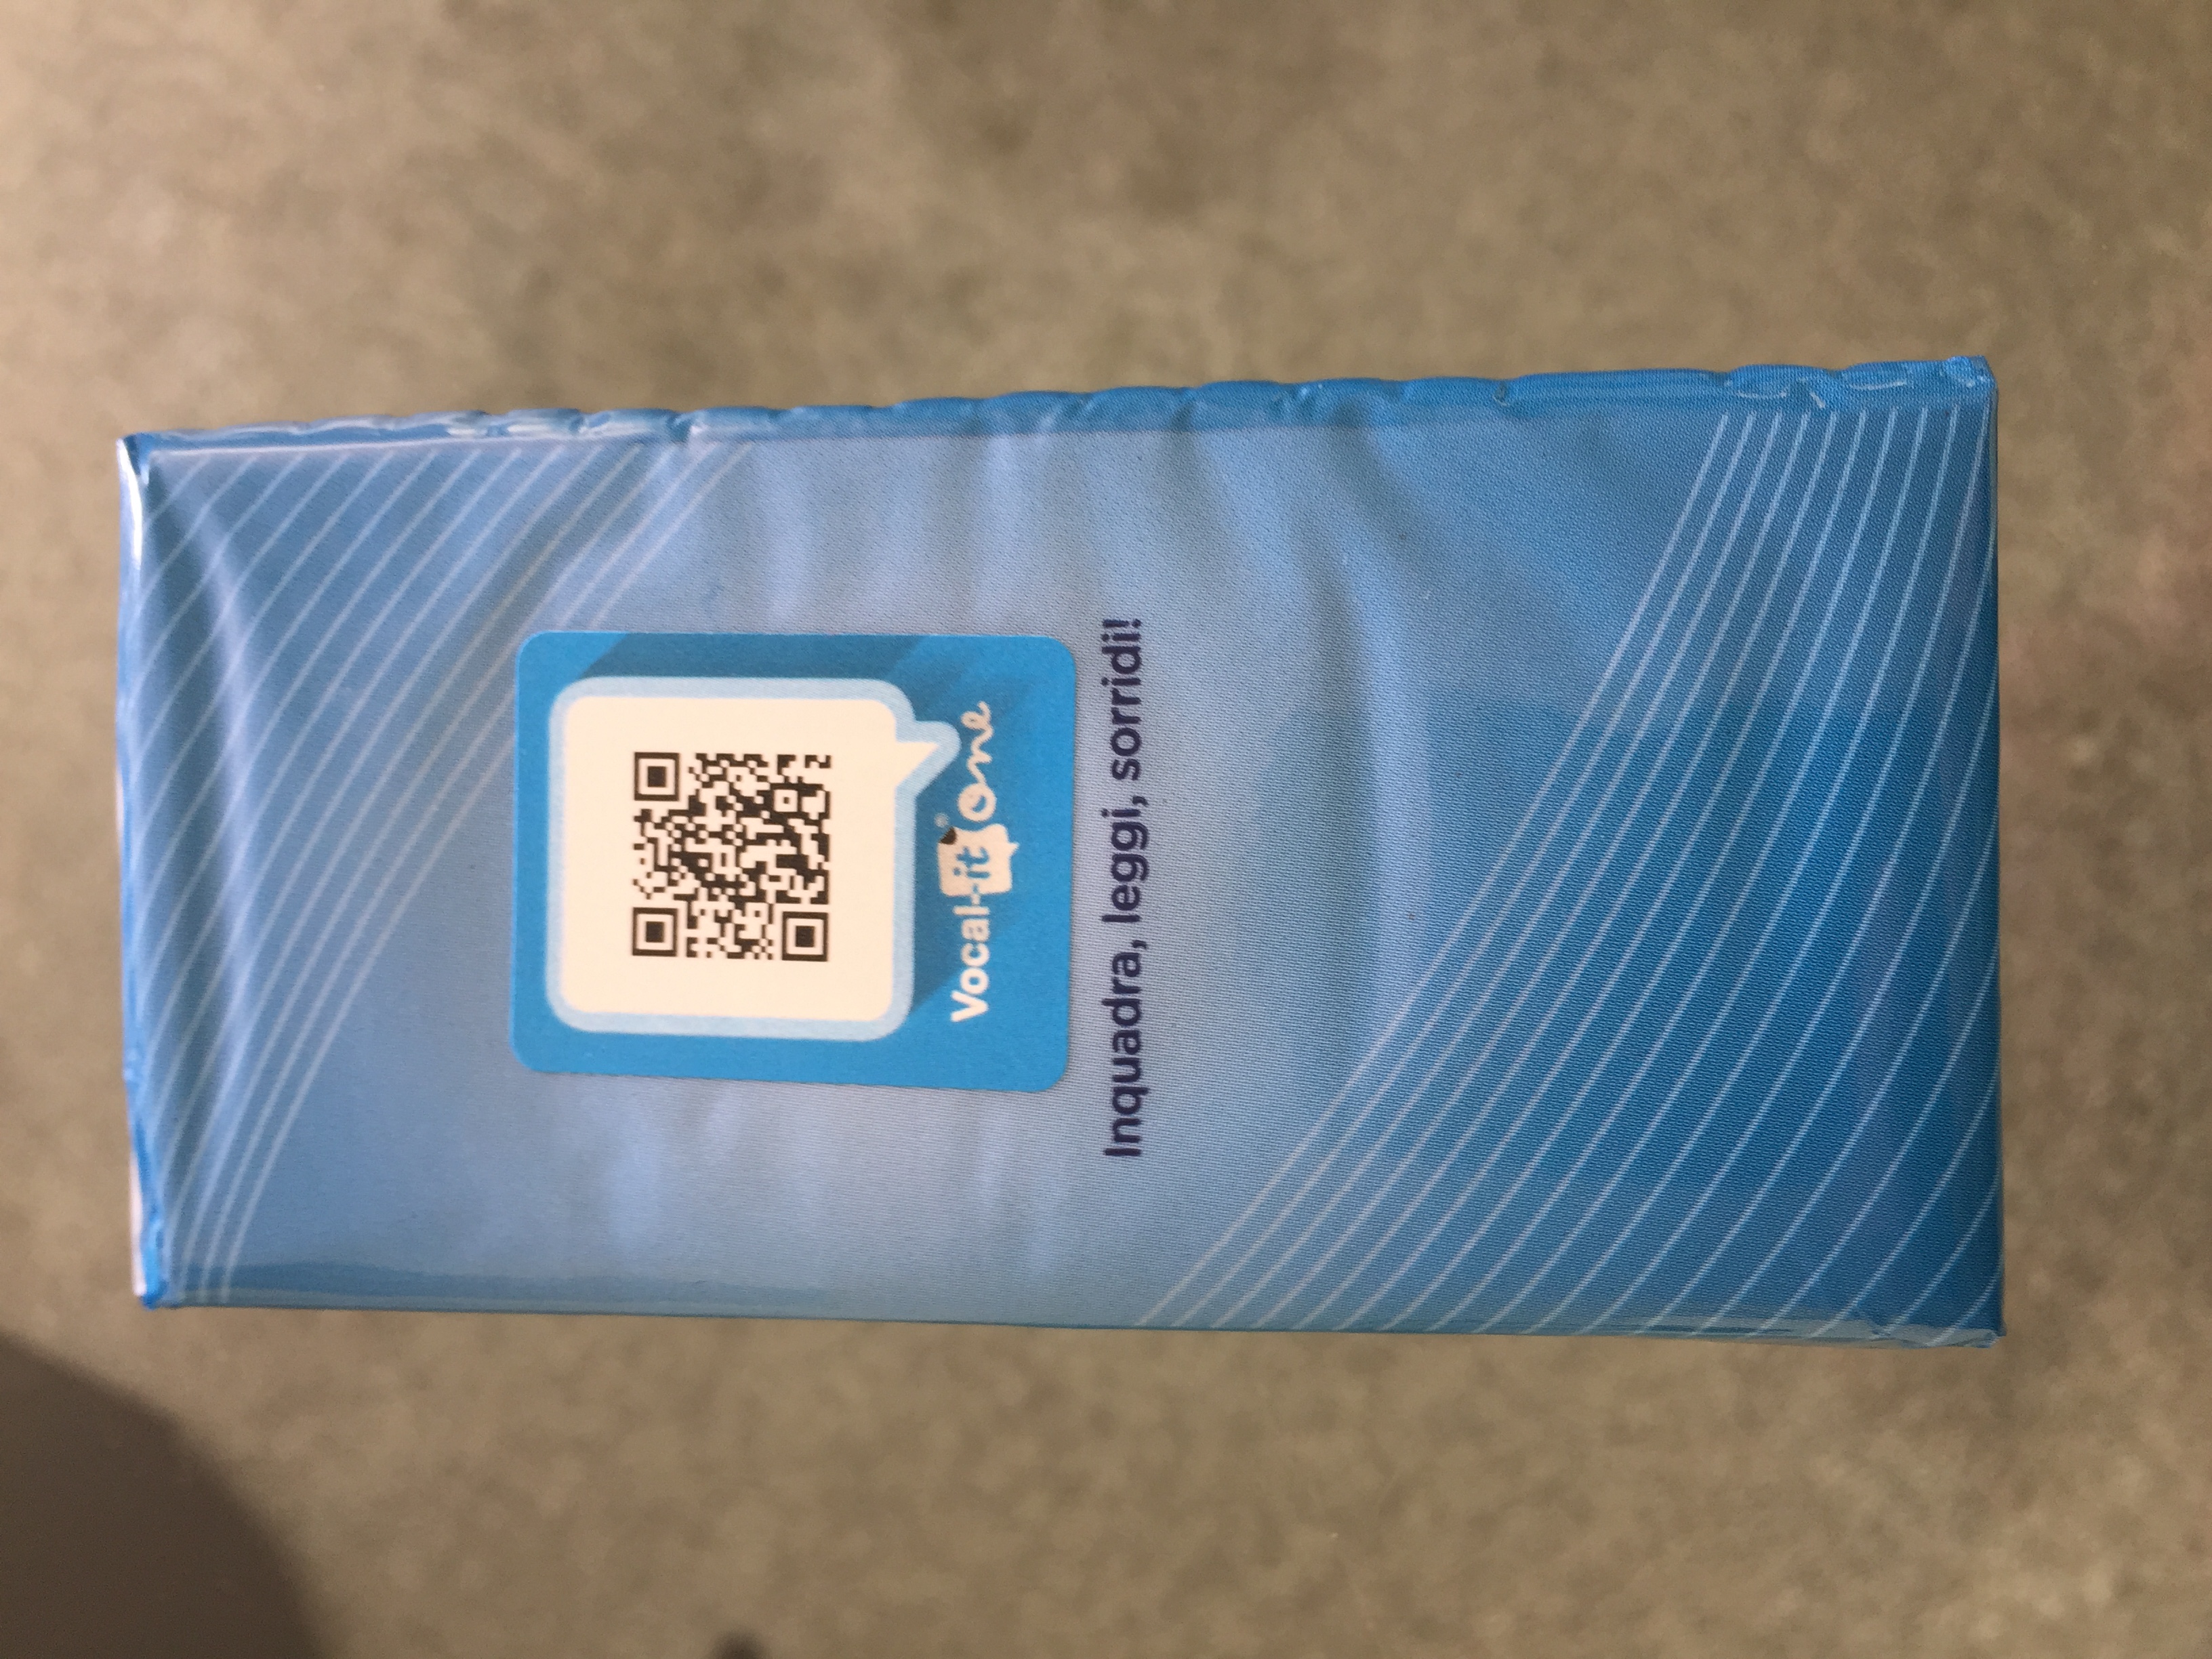 Vocal-it® one
Inquadra, leggi, sorridi!